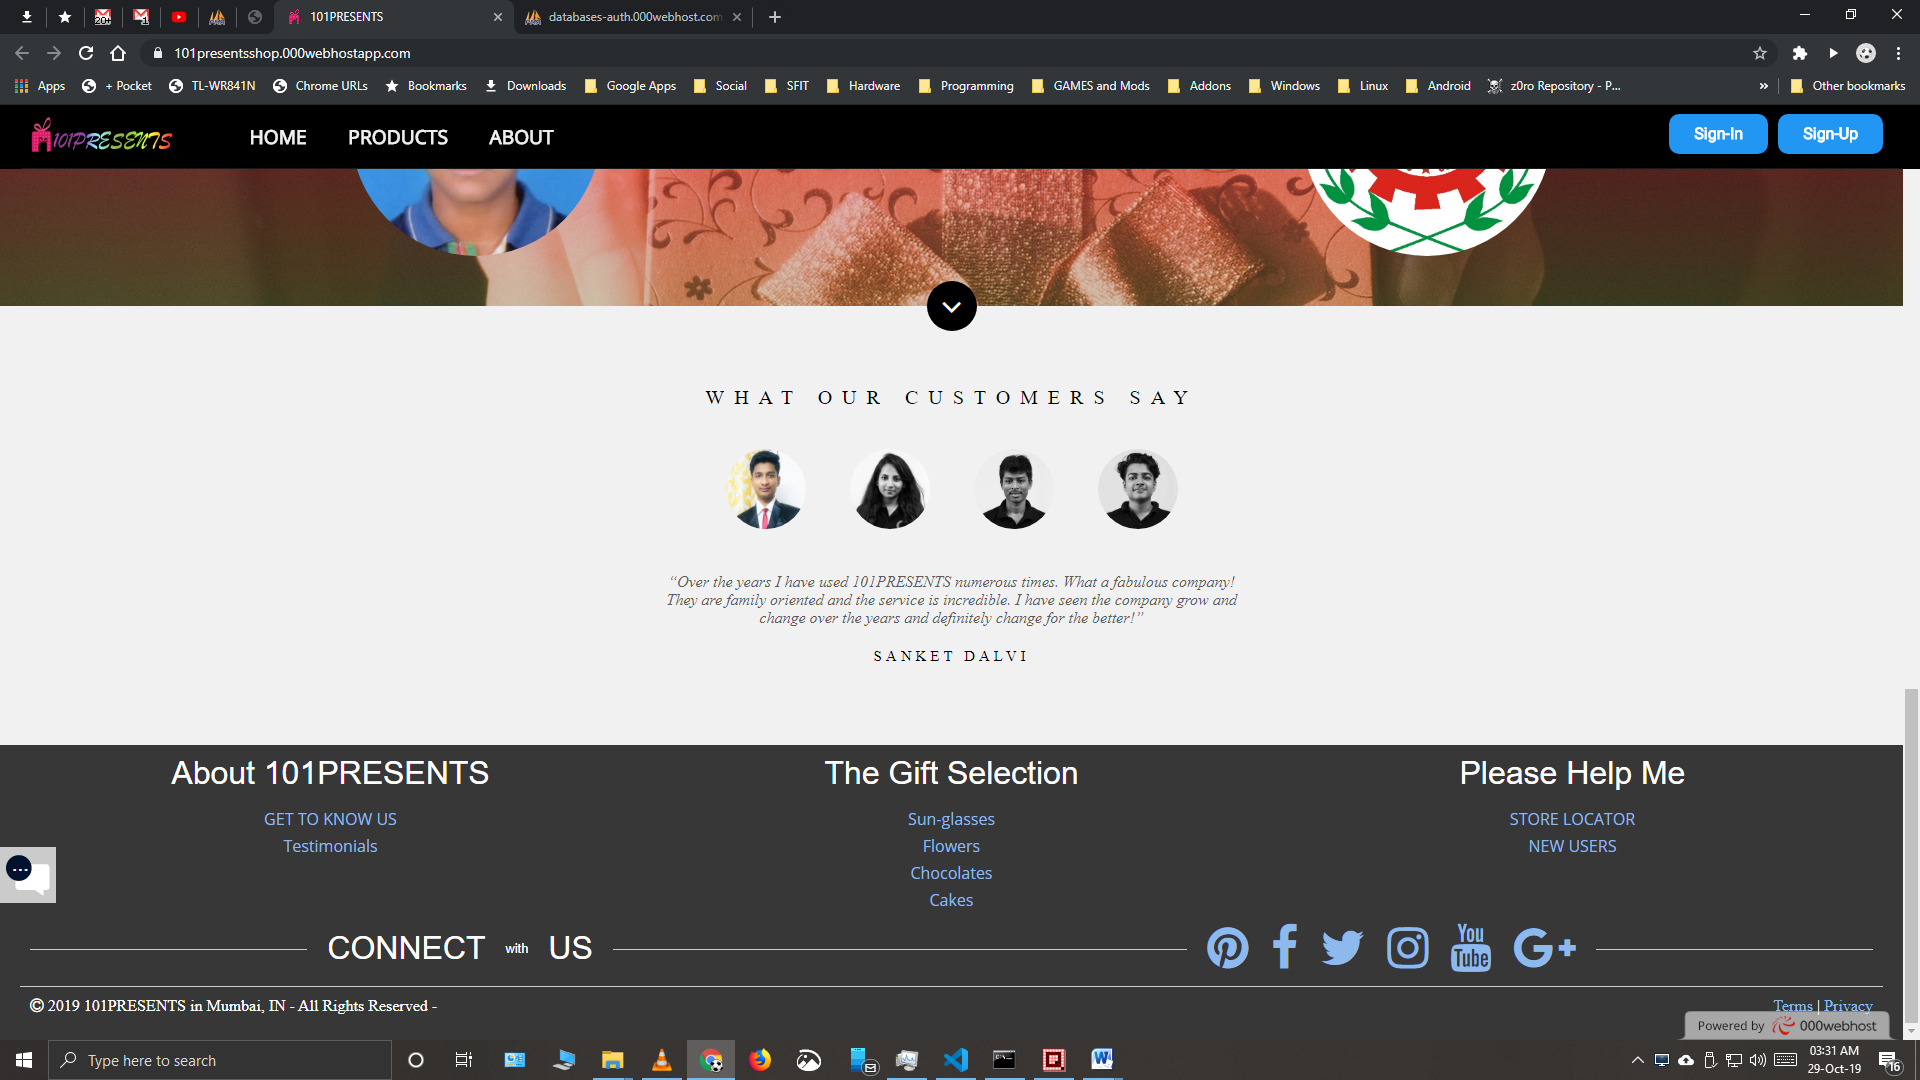 20+
1
101PRESENTS
databases-auth.000webhost.com
101presentsshop.000webhostapp.com
Apps
+ Pocket
TL-WR841N
Chrome URLs
Bookmarks
Downloads
Google Apps
Social
SFIT
Hardware
Programming
GAMES and Mods
Addons
Windows
Linux
Android
z0ro Repository - P...
»
Other bookmarks
101PRESENTS
HOME
PRODUCTS
ABOUT
Sign-In
Sign-Up
WHAT OUR CUSTOMERS SAY
“Over the years I have used 101PRESENTS numerous times. What a fabulous company!
They are family oriented and the service is incredible. I have seen the company grow and
change over the years and definitely change for the better!”
SANKET DALVI
About 101PRESENTS
GET TO KNOW US
Testimonials
The Gift Selection
Sun-glasses
Flowers
Chocolates
Cakes
Please Help Me
STORE LOCATOR
NEW USERS
CONNECT with US
You
Tube
G+
© 2019 101PRESENTS in Mumbai, IN - All Rights Reserved -
Terms | Privacy
Powered by 000webhost
Type here to search
03:31 AM
29-Oct-19
16